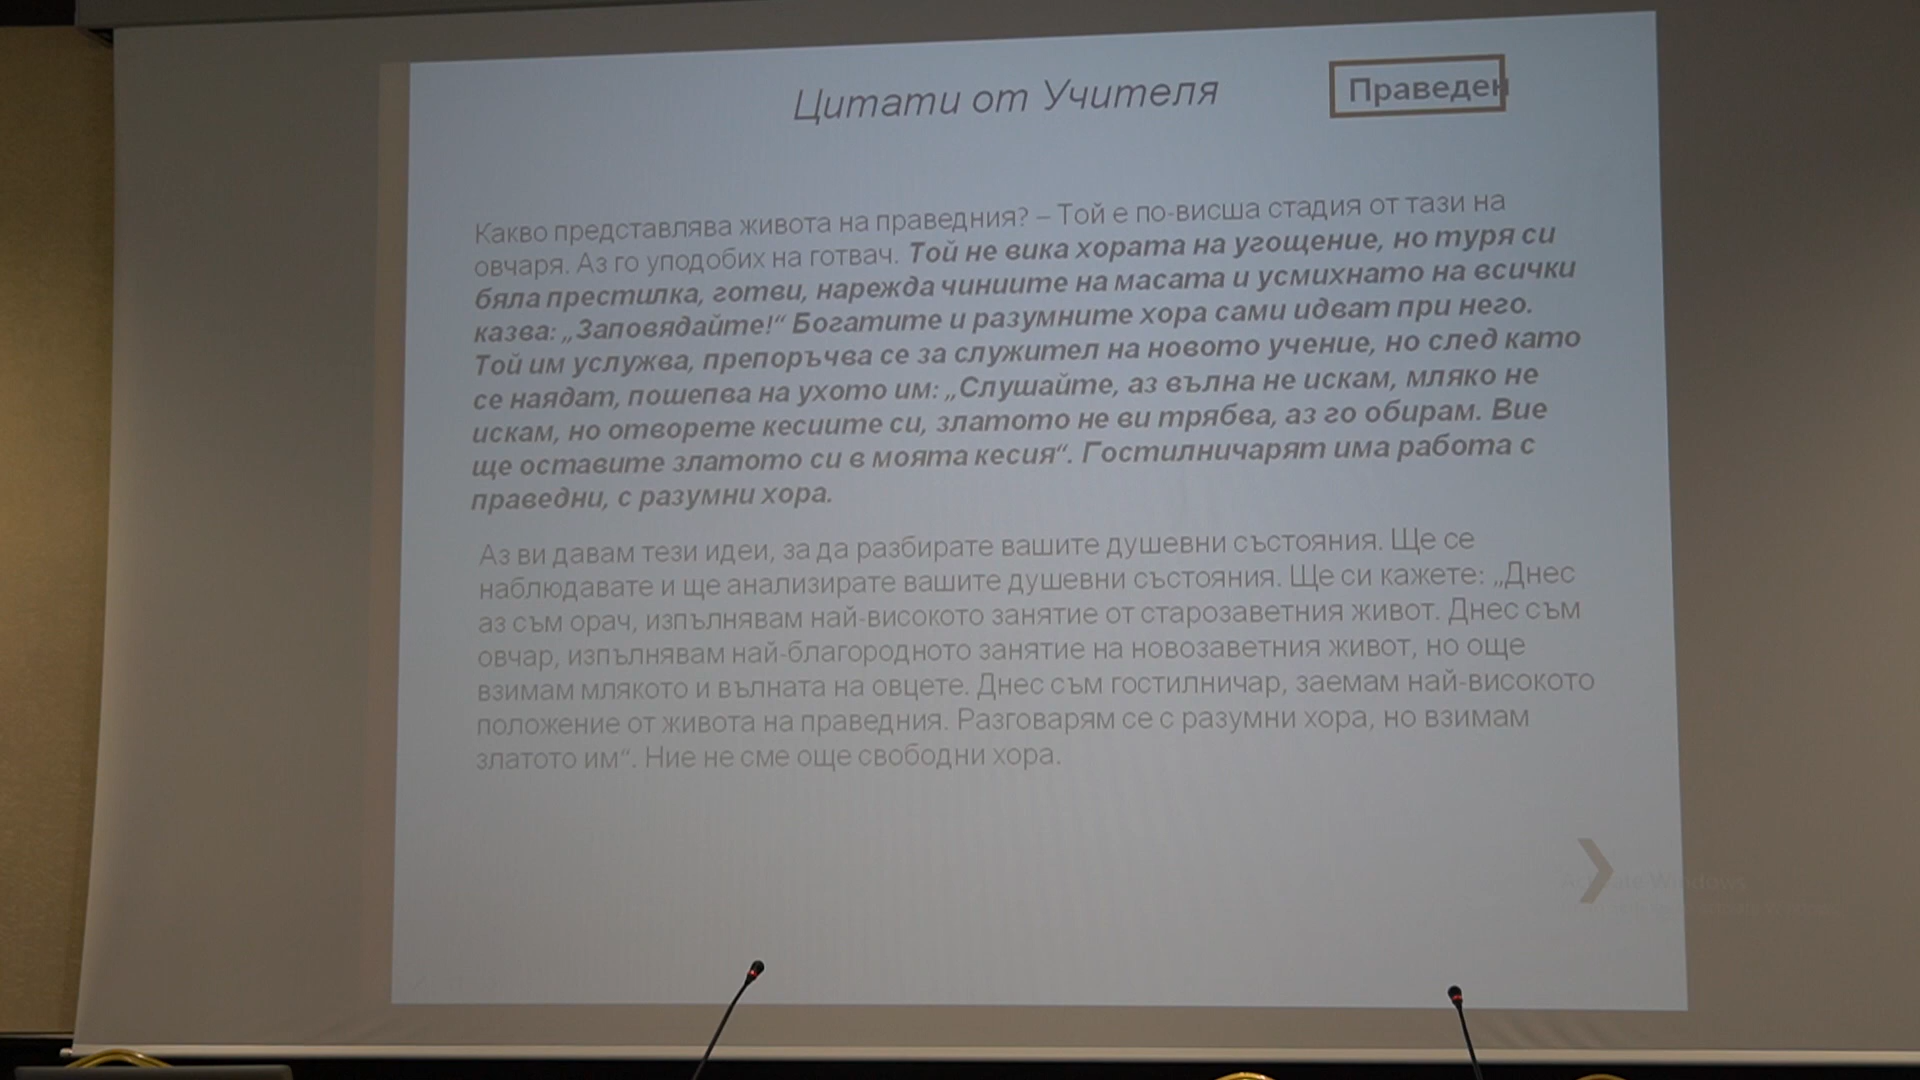 Цитати от Учителя
Праведен
Какво представлява живота на праведния? – Той е по-висша стадия от тази на
овчаря. Аз го уподобих на готвач. Той не вика хората на угощение, но туря си
бяла престилка, готви, нарежда чиниите на масата и усмихнато на всички
казва: „Заповядайте!“ Богатите и разумните хора сами идват при него.
Той им услужва, препоръчва се за служител на новото учение, но след като
се наядат, пошепва на ухото им: „Слушайте, аз вълна не искам, мляко не
искам, но отворете кесиите си, златото не ви трябва, аз го обирам. Вие
ще оставите златото си в моята кесия“. Гостилничарят има работа с
праведни, с разумни хора.
Аз ви давам тези идеи, за да разбирате вашите душевни състояния. Ще се
наблюдавате и ще анализирате вашите душевни състояния. Ще си кажете: „Днес
аз съм орач, изпълнявам най-високото занятие от старозаветния живот. Днес съм
овчар, изпълнявам най-благородното занятие на новозаветния живот, но още
взимам млякото и вълната на овцете. Днес съм гостилничар, заемам най-високото
положение от живота на праведния. Разговарям се с разумни хора, но взимам
златото им“. Ние не сме още свободни хора.
Activate Windows